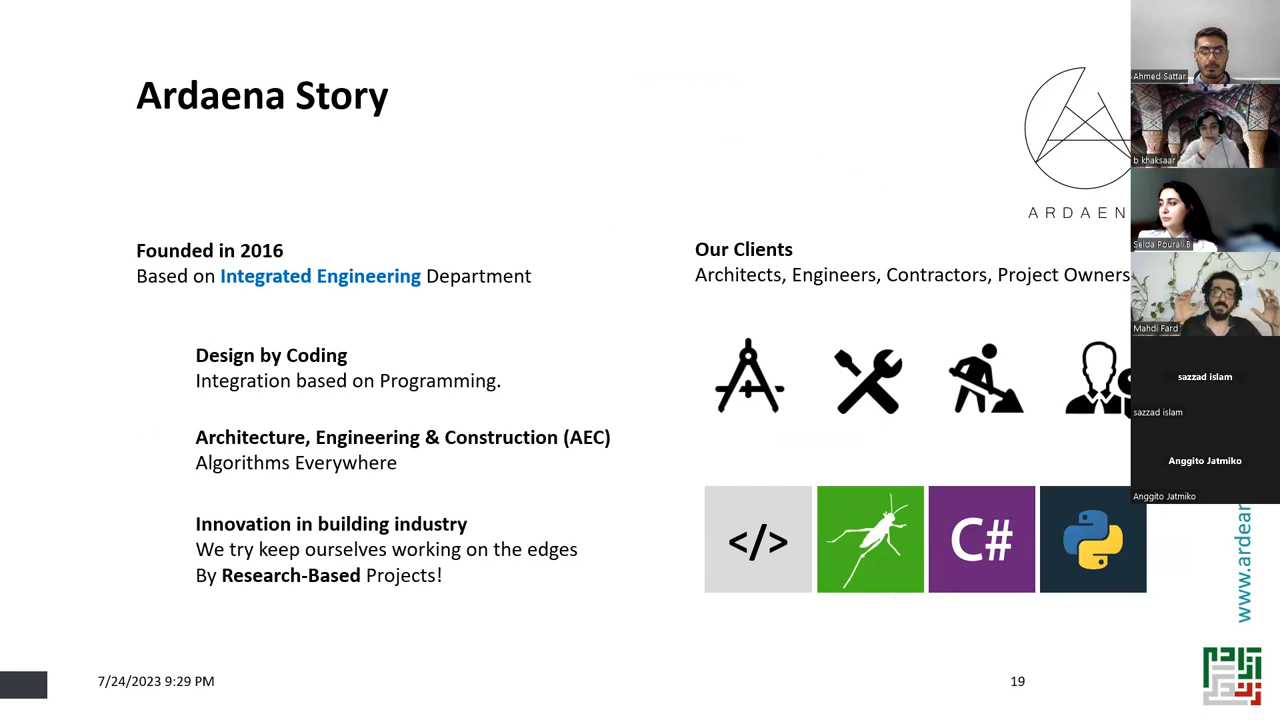 Ardaena Story
ARDAEN
Founded in 2016
Based on Integrated Engineering Department
Design by Coding
Integration based on Programming.
Architecture, Engineering & Construction (AEC)
Algorithms Everywhere
Innovation in building industry
We try keep ourselves working on the edges
By Research-Based Projects!
Our Clients
Architects, Engineers, Contractors, Project Owners
</>
C#
Ahmed Sattar
b khaksaar
Selda Pourali B
Mahdi Fard
sazzad islam
sazzad islam
Anggito Jatmiko
Anggito Jatmiko
www.ardaen
7/24/2023 9:29 PM
19